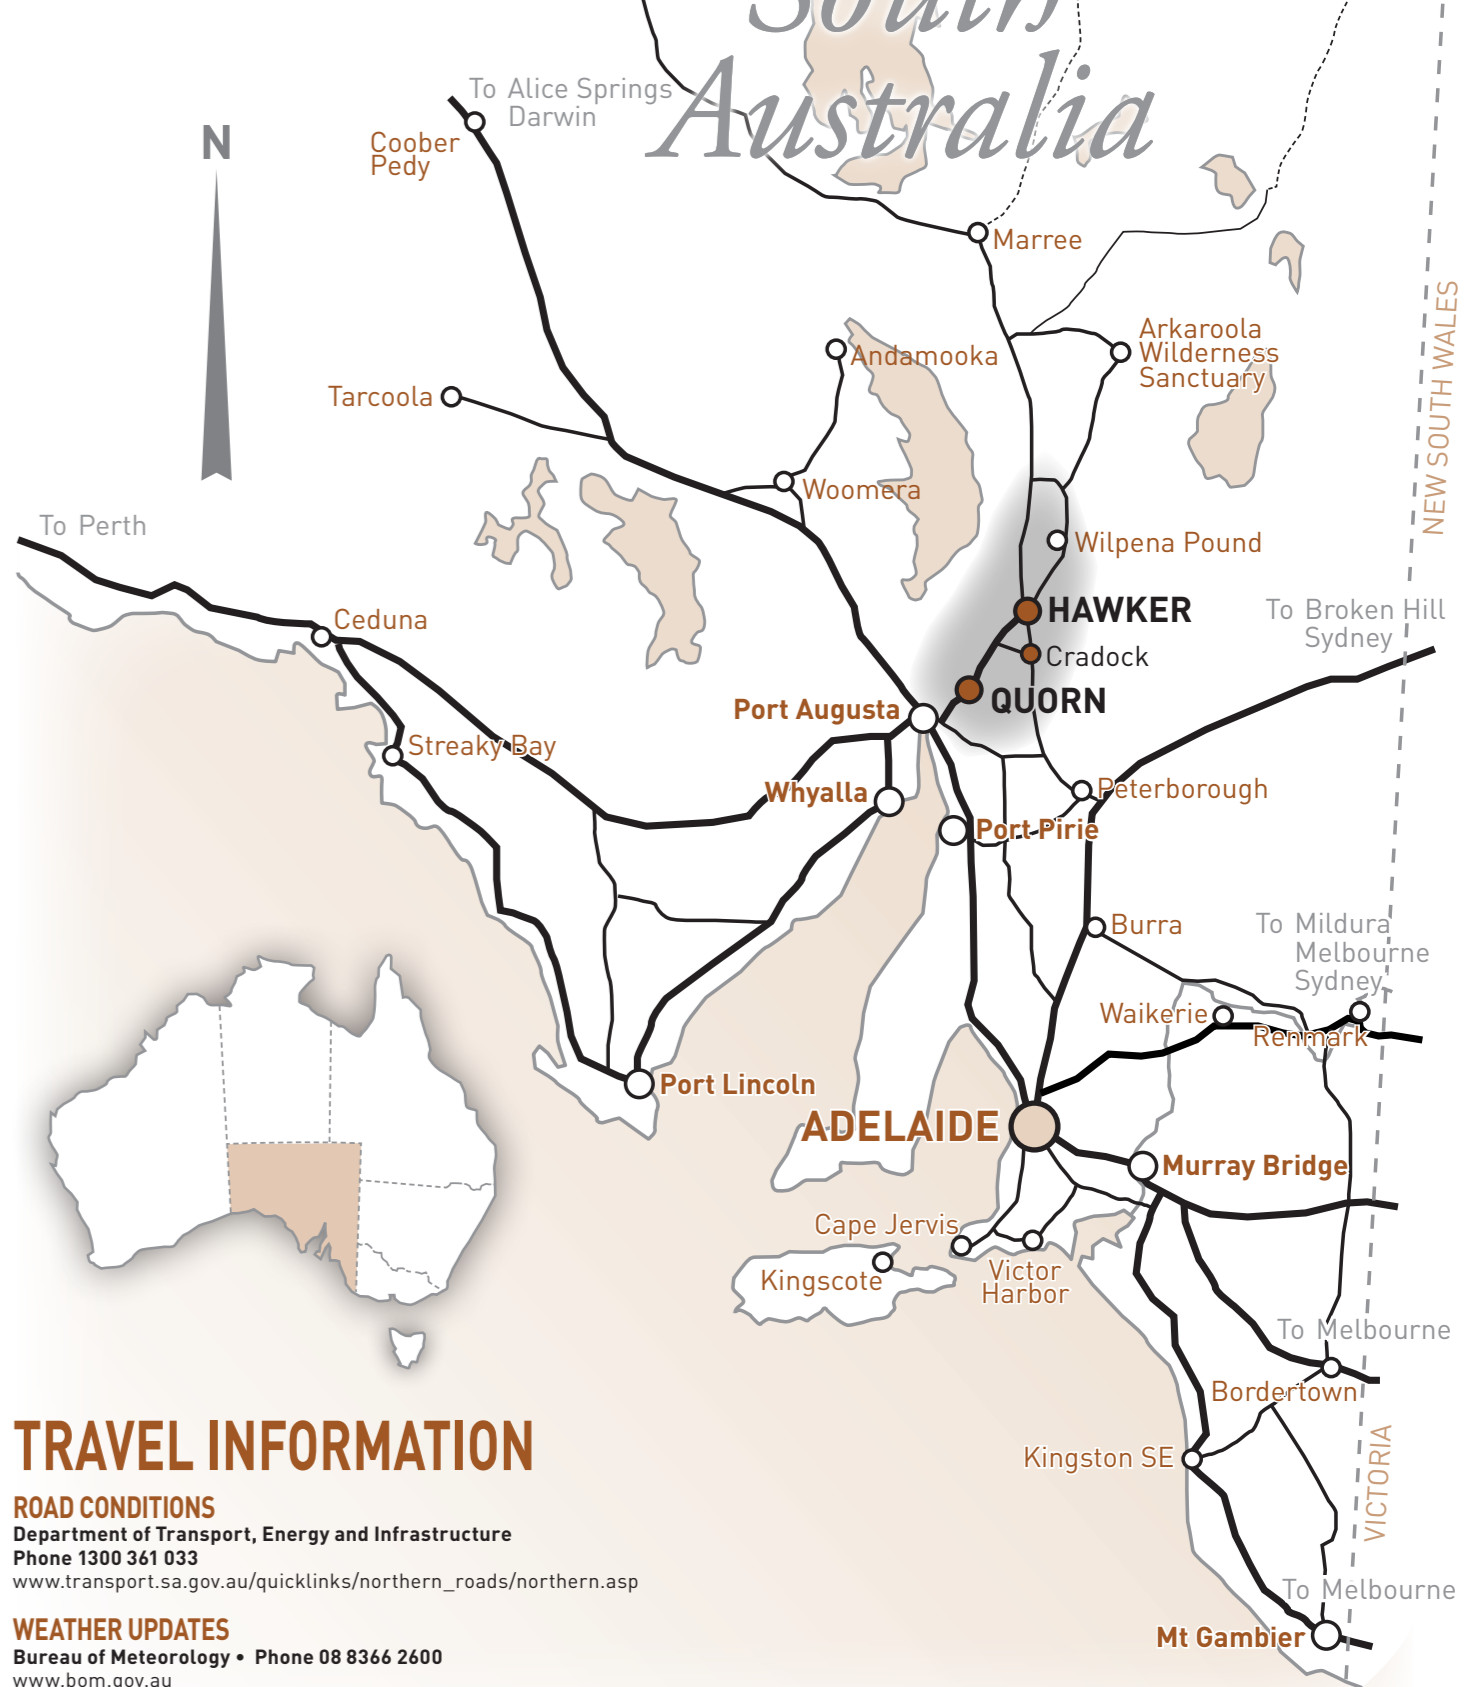 South
Australia
To Alice Springs
Darwin
N
Coober
Pedy
Marree
Arkaroola
Wilderness
Sanctuary
Andamooka
Tarcoola
NEW SOUTH WALES
Woomera
To Perth
Wilpena Pound
HAWKER
To Broken Hill
Sydney
Ceduna
Cradock
QUORN
Port Augusta
Streaky Bay
Whyalla
Peterborough
Port Pirie
Burra
To Mildura
Melbourne
Sydney
Waikerie
Renmark
Port Lincoln
ADELAIDE
Murray Bridge
Cape Jervis
Kingscote
Victor
Harbor
To Melbourne
Bordertown
Kingston SE
VICTORIA
To Melbourne
Mt Gambier
TRAVEL INFORMATION
ROAD CONDITIONS
Department of Transport, Energy and Infrastructure
Phone 1300 361 033
www.transport.sa.gov.au/quicklinks/northern_roads/northern.asp
WEATHER UPDATES
Bureau of Meteorology • Phone 08 8366 2600
www.bom.gov.au